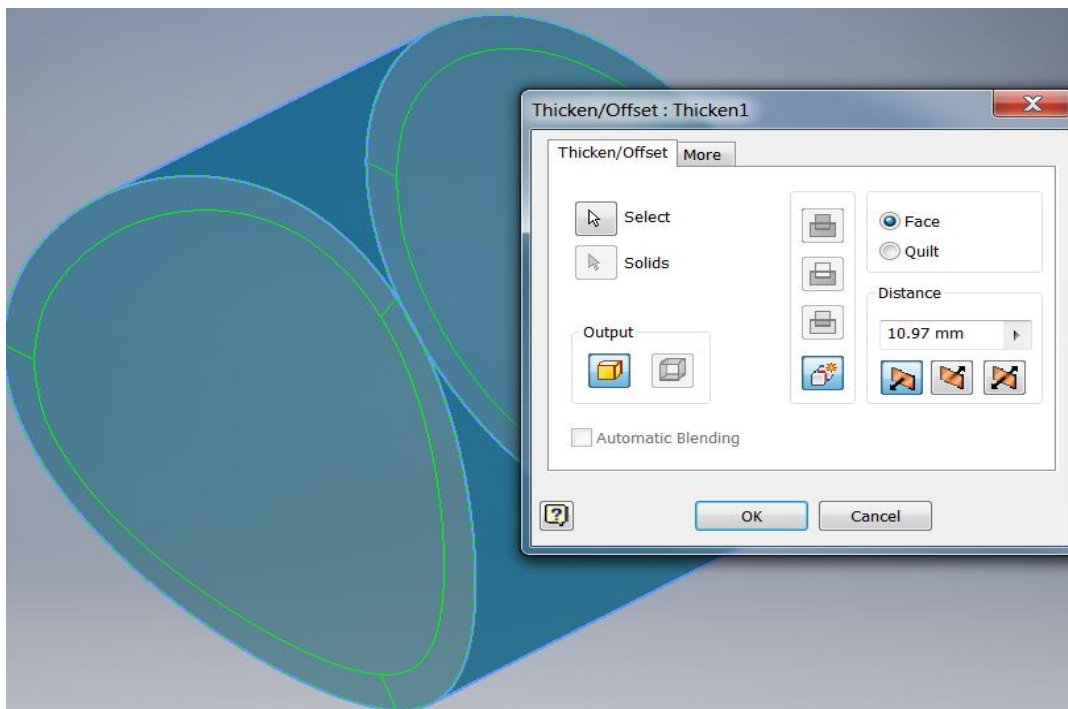 Thicken/Offset : Thicken1
Thicken/Offset
More
Select
Solids
Face
Quilt
Distance
10.97 mm
Output
Automatic Blending
?
OK
Cancel